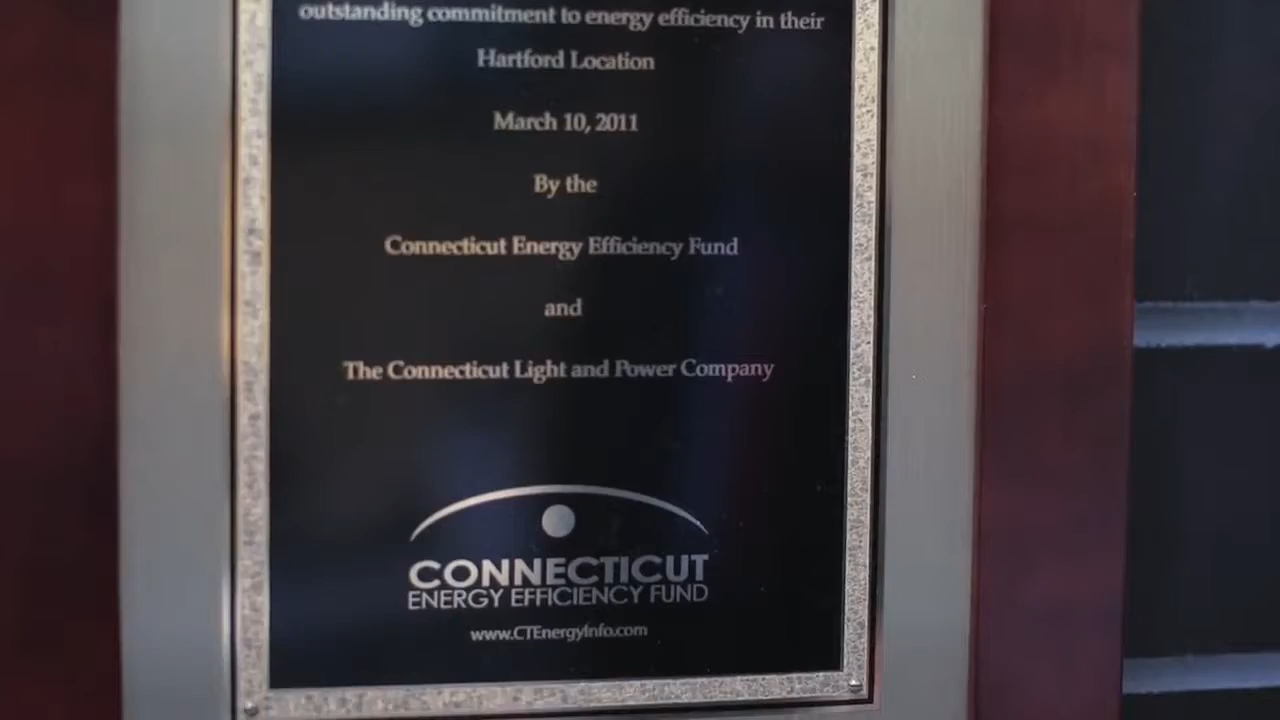 outstanding commitment to energy efficiency in their
Hartford Location
March 10, 2011
By the
Connecticut Energy Efficiency Fund
and
The Connecticut Light and Power Company
CONNECTICUT
ENERGY EFFICIENCY FUND
www.CTEnergyInfo.com